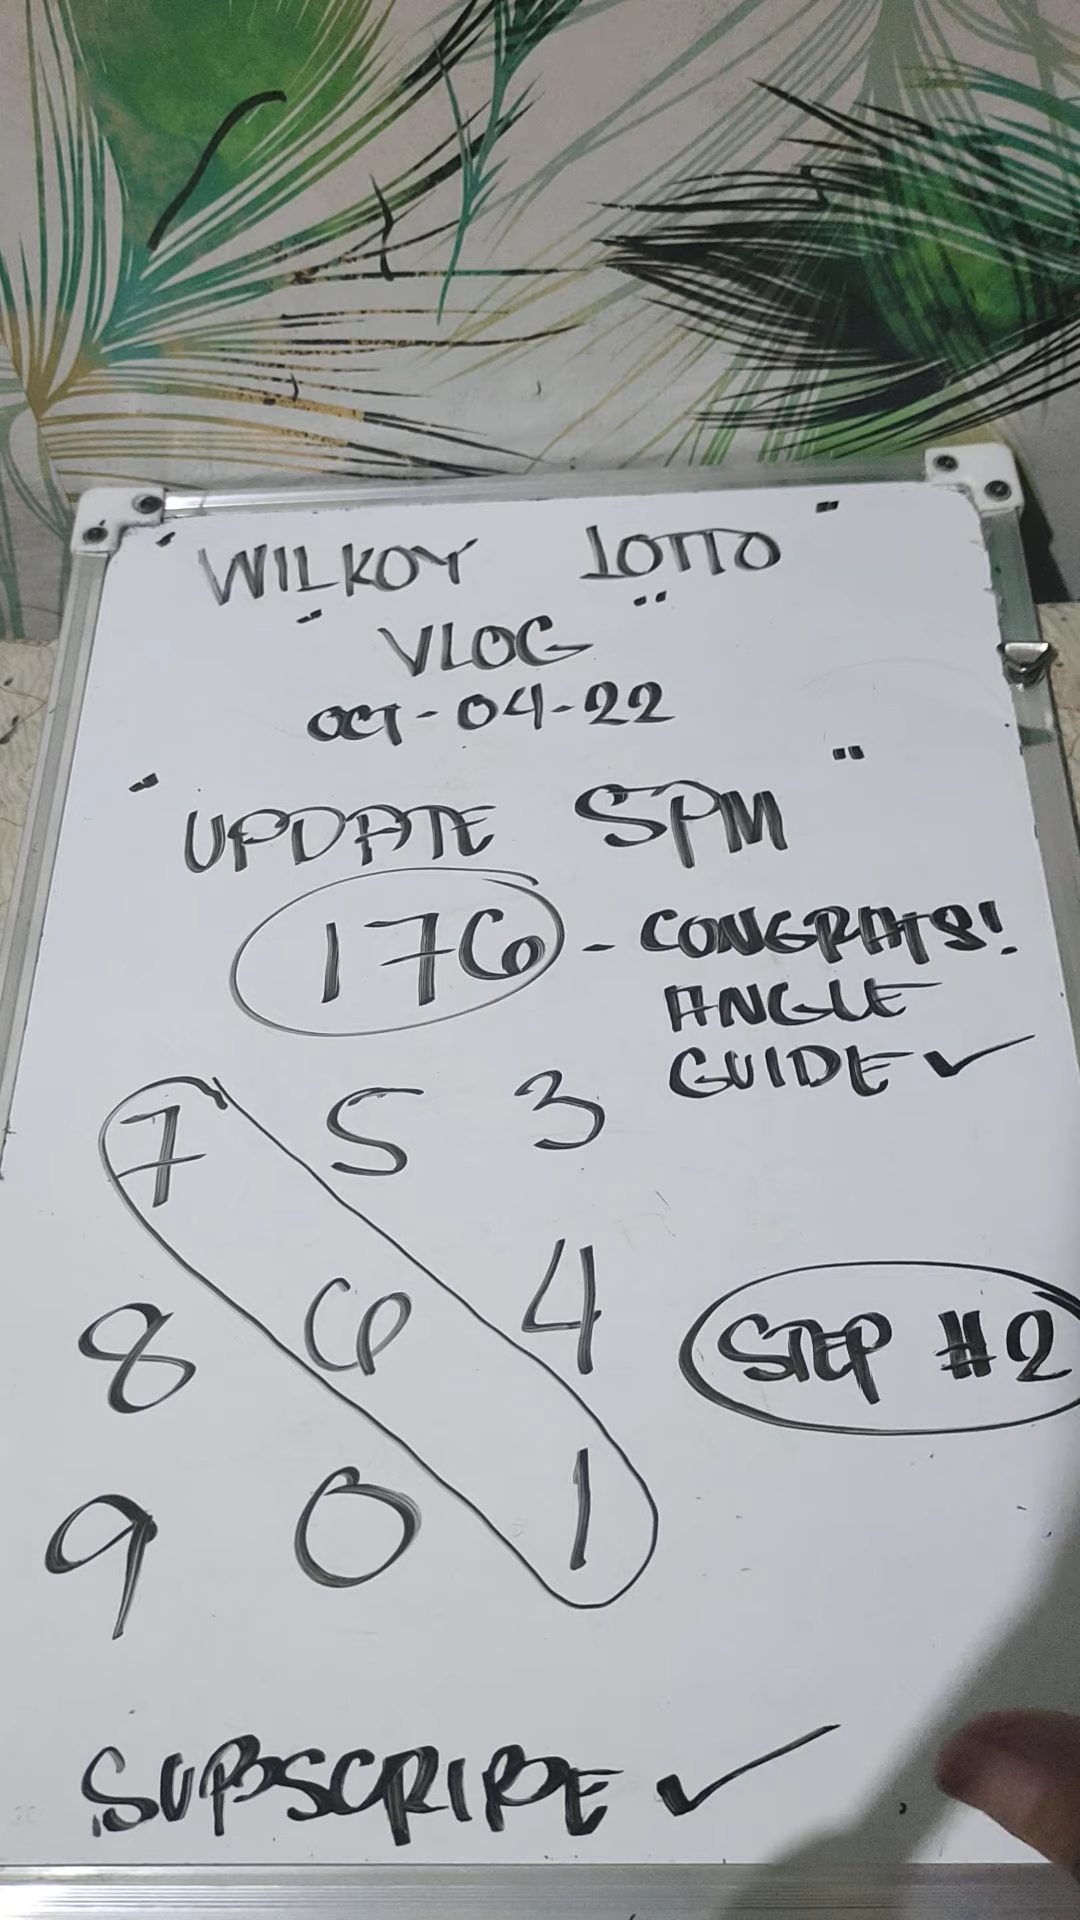 "WILKOY LOTTO"
"VLOG"
OCT-04-22
"UPDATE 5PM"
176 - CONGRATS!
ANGLE
GUIDE ✓
7 5 3
8 6 4
STEP #2
9 0 1
SUBSCRIBE ✓